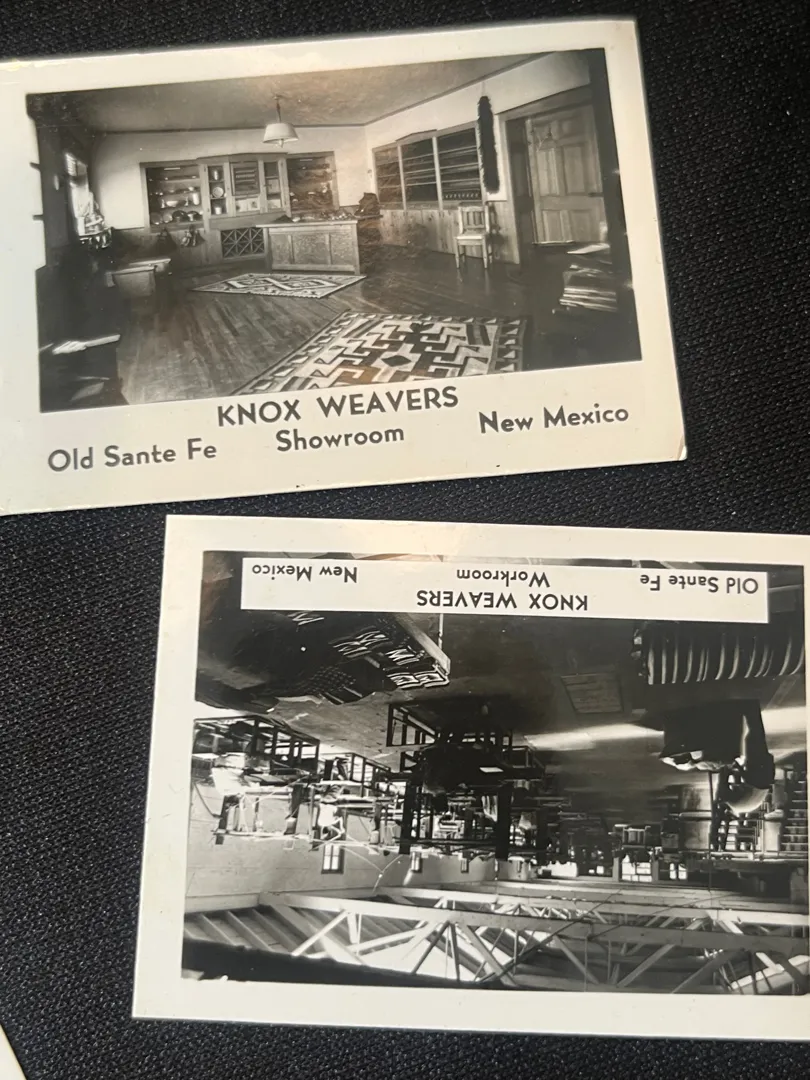 KNOX WEAVERS
Old Sante Fe Showroom New Mexico
KNOX WEAVERS
Old Sante Fe Workroom New Mexico